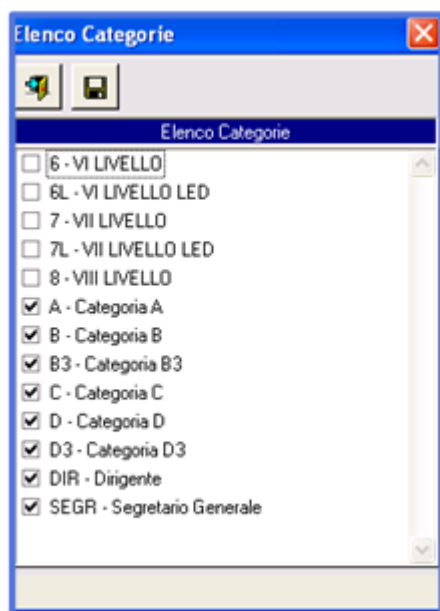 Elenco Categorie
Elenco Categorie
6 - VI LIVELLO
6L - VI LIVELLO LED
7 - VII LIVELLO
7L - VII LIVELLO LED
8 - VIII LIVELLO
A - Categoria A
B - Categoria B
B3 - Categoria B3
C - Categoria C
D - Categoria D
D3 - Categoria D3
DIR - Dirigente
SEGR - Segretario Generale